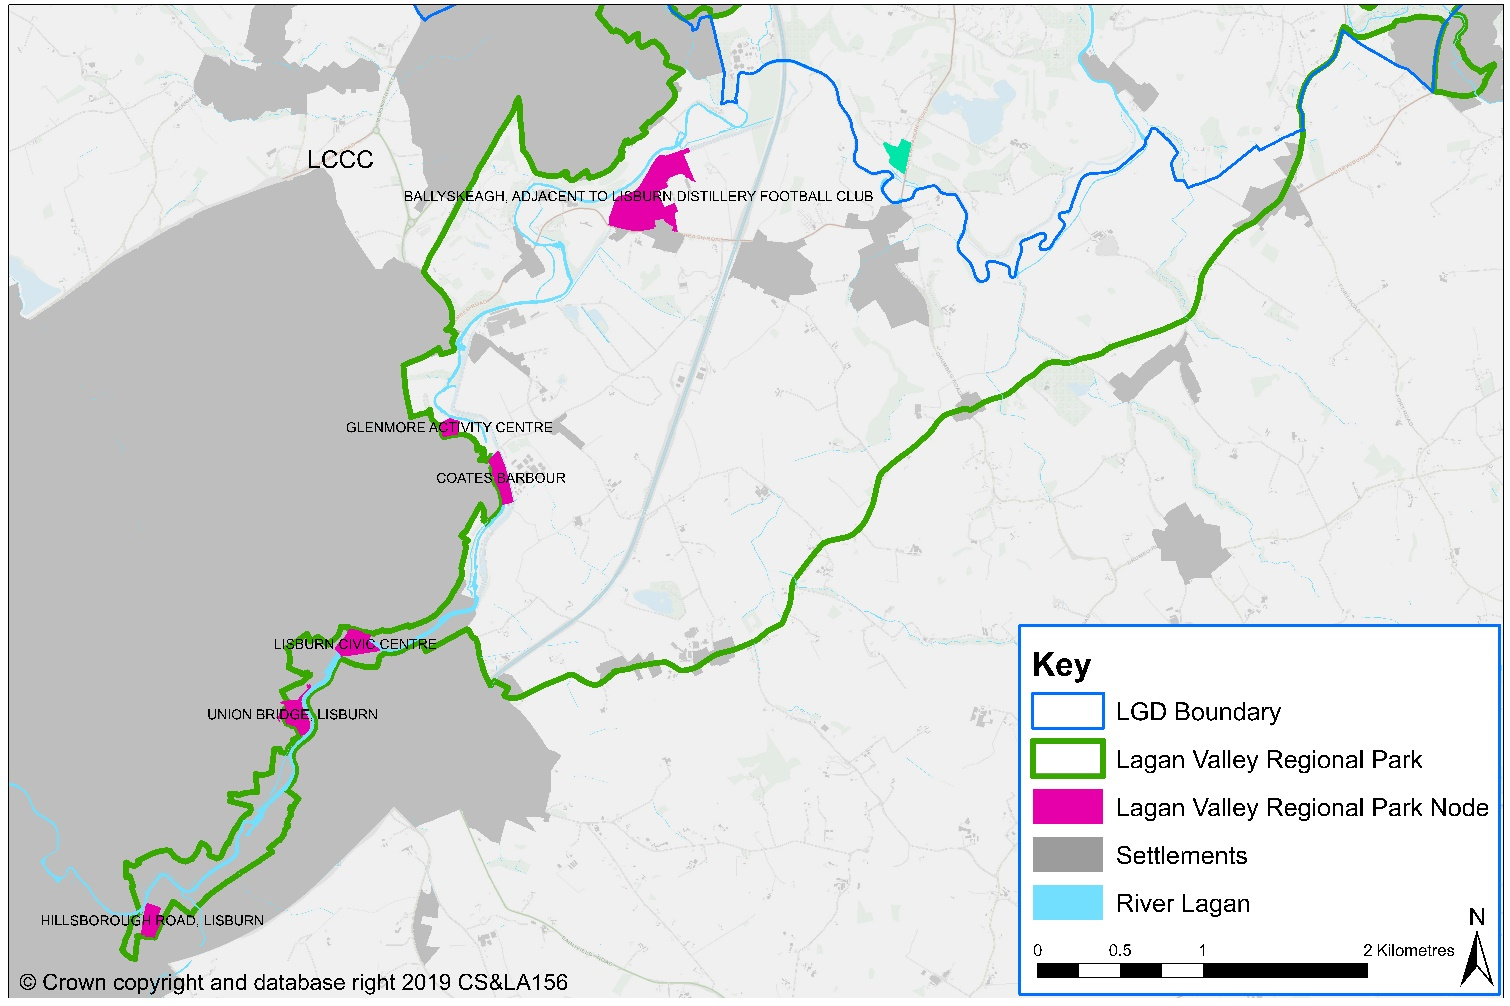 LCCC
BALLYSKEAGH, ADJACENT TO LISBURN DISTILLERY FOOTBALL CLUB
GLENMORE ACTIVITY CENTRE
COATES BARBOUR
LISBURN CIVIC CENTRE
UNION BRIDGE, LISBURN
HILLSBOROUGH ROAD, LISBURN
© Crown copyright and database right 2019 CS&LA156
Key
LGD Boundary
Lagan Valley Regional Park
Lagan Valley Regional Park Node
Settlements
River Lagan
N
0 0.5 1 2 Kilometres